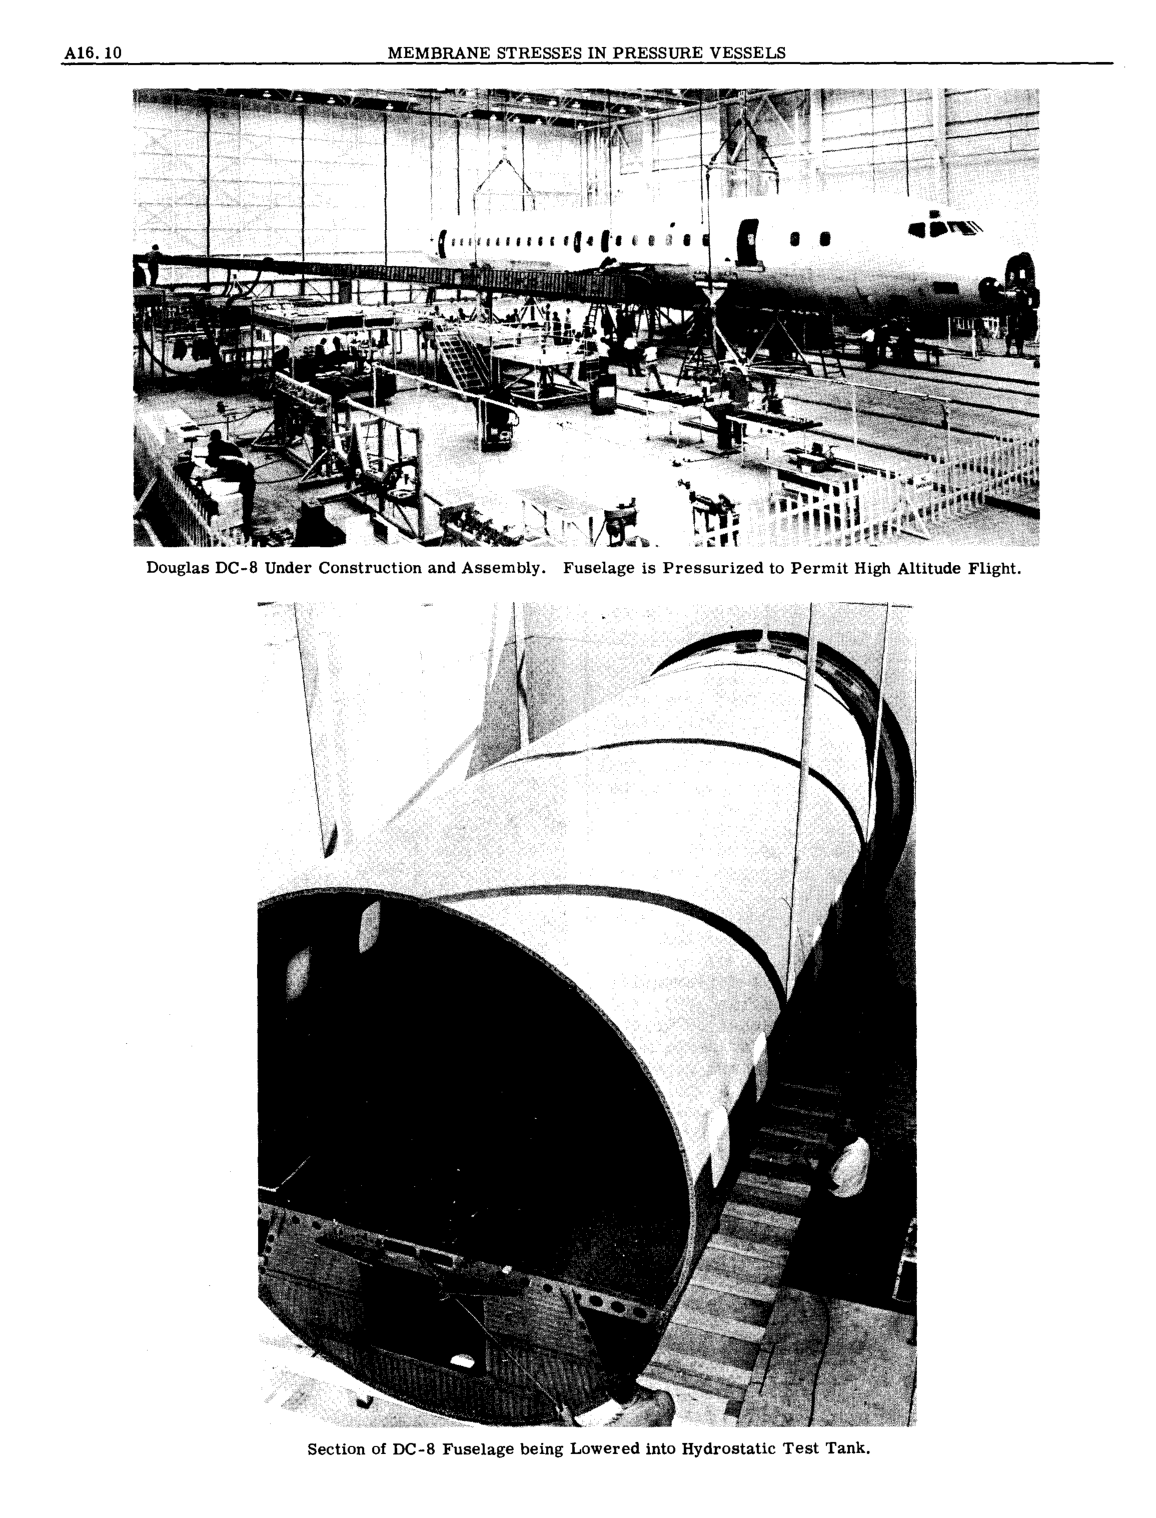 A16. 10
MEMBRANE STRESSES IN PRESSURE VESSELS
Douglas DC-8 Under Construction and Assembly. Fuselage is Pressurized to Permit High Altitude Flight.
Section of DC-8 Fuselage being Lowered into Hydrostatic Test Tank.